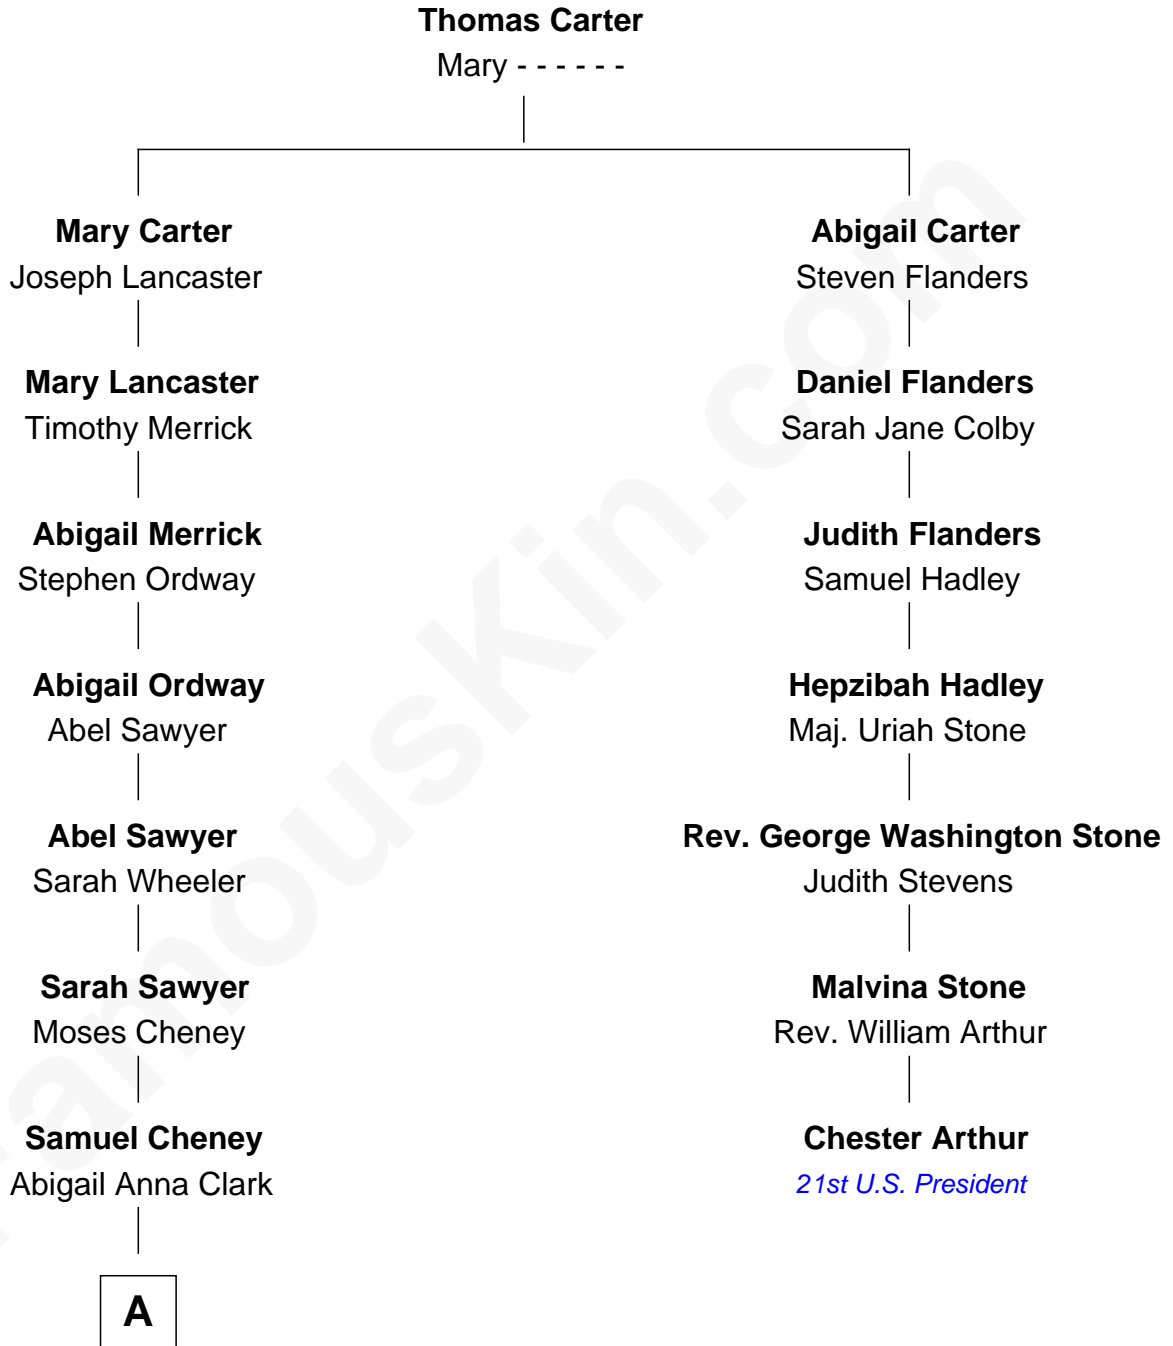 Thomas Carter
Mary - - - - - -
Mary Carter
Joseph Lancaster
Abigail Carter
Steven Flanders
Mary Lancaster
Timothy Merrick
Daniel Flanders
Sarah Jane Colby
Abigail Merrick
Stephen Ordway
Judith Flanders
Samuel Hadley
Abigail Ordway
Abel Sawyer
Hepzibah Hadley
Maj. Uriah Stone
Abel Sawyer
Sarah Wheeler
Rev. George Washington Stone
Judith Stevens
Sarah Sawyer
Moses Cheney
Malvina Stone
Rev. William Arthur
Samuel Cheney
Abigail Anna Clark
Chester Arthur
21st U.S. President
A
FamousKin.com